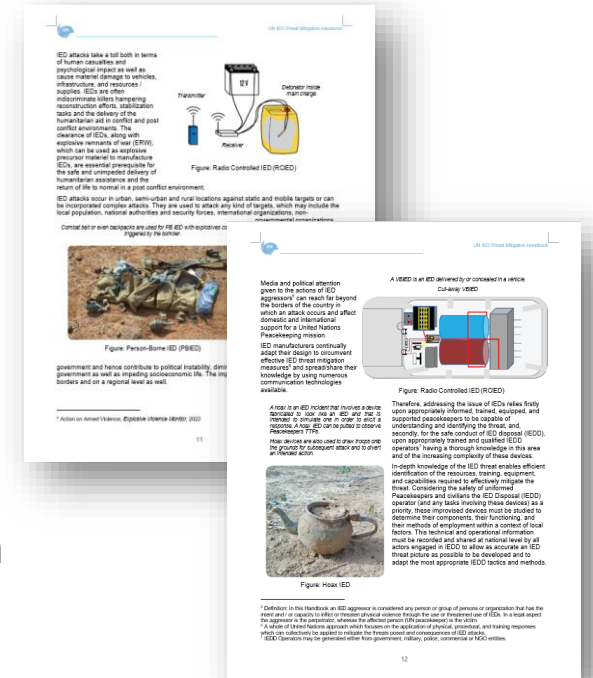 UN IED Threat Mitigation Handbook
IED attacks take a toll both in terms
of human casualties and
psychological impact as well as
cause material damage to vehicles,
infrastructure, and resources /
supplies. IEDs are often
indiscriminate killers hampering
reconstruction efforts, stabilization
tasks and the delivery of the
humanitarian aid in conflict and post
conflict environments. The
clearance of IEDs, along with
explosive remnants of war (ERW),
which can be used as explosive
precursor materiel to manufacture
IEDs, are essential prerequisite for
the safe and unimpeded delivery of
humanitarian assistance and the
return of life to normal in a post conflict environment.
Transmitter
12 V
Detonator inside
main charge
Receiver
Figure: Radio Controlled IED (RCIED)
IED attacks occur in urban, semi-urban and rural locations against static and mobile targets or can
be incorporated complex attacks. They are used to attack any kind of targets, which may include the
local population, national authorities and security forces, international organizations, non-
governmental organizations
Combat belt or even backpacks are used for PB IED with explosives
triggered by the bomber
Figure: Person-Borne IED (PBIED)
government and hence contribute to political instability,
government as well as impeding socioeconomic life. The
borders and on a regional level as well.
⁵ Action on Armed Violence, Explosive Violence Monitor, 2022
11
UN IED Threat Mitigation Handbook
Media and political attention
given to the actions of IED
aggressors⁵ can reach far beyond
the borders of the country in
which an attack occurs and affect
domestic and international
support for a United Nations
Peacekeeping mission.
IED manufacturers continually
adapt their design to circumvent
effective IED threat mitigation
measures⁶ and spread/share their
knowledge by using numerous
communication technologies
available.
A VBIED is an IED delivered by or concealed in a vehicle.
Cut-away VBIED
Figure: Radio Controlled IED (RCIED)
A hoax is an IED incident that involves a device
fabricated to look like an IED and that is
intended to simulate one in order to elicit a
response. A hoax IED can be putted to observe
Peacekeepers TTPs.
Hoax devices are also used to draw troops onto
the grounds for subsequent attack and to divert
an intended action.
Figure: Hoax IED
Therefore, addressing the issue of IEDs relies firstly
upon appropriately informed, trained, equipped, and
supported peacekeepers to be capable of
understanding and identifying the threat, and,
secondly, for the safe conduct of IED disposal (IEDD),
upon appropriately trained and qualified IEDD
operators⁷ having a thorough knowledge in this area
and of the increasing complexity of these devices.
In-depth knowledge of the IED threat enables efficient
identification of the resources, training, equipment,
and capabilities required to effectively mitigate the
threat. Considering the safety of uniformed
Peacekeepers and civilians the IED Disposal (IEDD)
operator (and any tasks involving these devices) as a
priority, these improvised devices must be studied to
determine their components, their functioning, and
their methods of employment within a context of local
factors. This technical and operational information
must be recorded and shared at national level by all
actors engaged in IEDD to allow as accurate an IED
threat picture as possible to be developed and to
adapt the most appropriate IEDD tactics and methods.
⁵ Definition: In this Handbook an IED aggressor is considered any person or group of persons or organization that has the
intent and / or capacity to inflict or threaten physical violence through the use or threatened use of IEDs. In a legal aspect
the aggressor is the perpetrator, whereas the affected person (UN peacekeeper) is the victim.
⁶ A whole of United Nations approach which focuses on the application of physical, procedural, and training responses
which can collectively be applied to mitigate the threats posed and consequences of IED attacks.
⁷ IEDD Operators may be generated either from government, military, police, commercial or NGO entities.
12